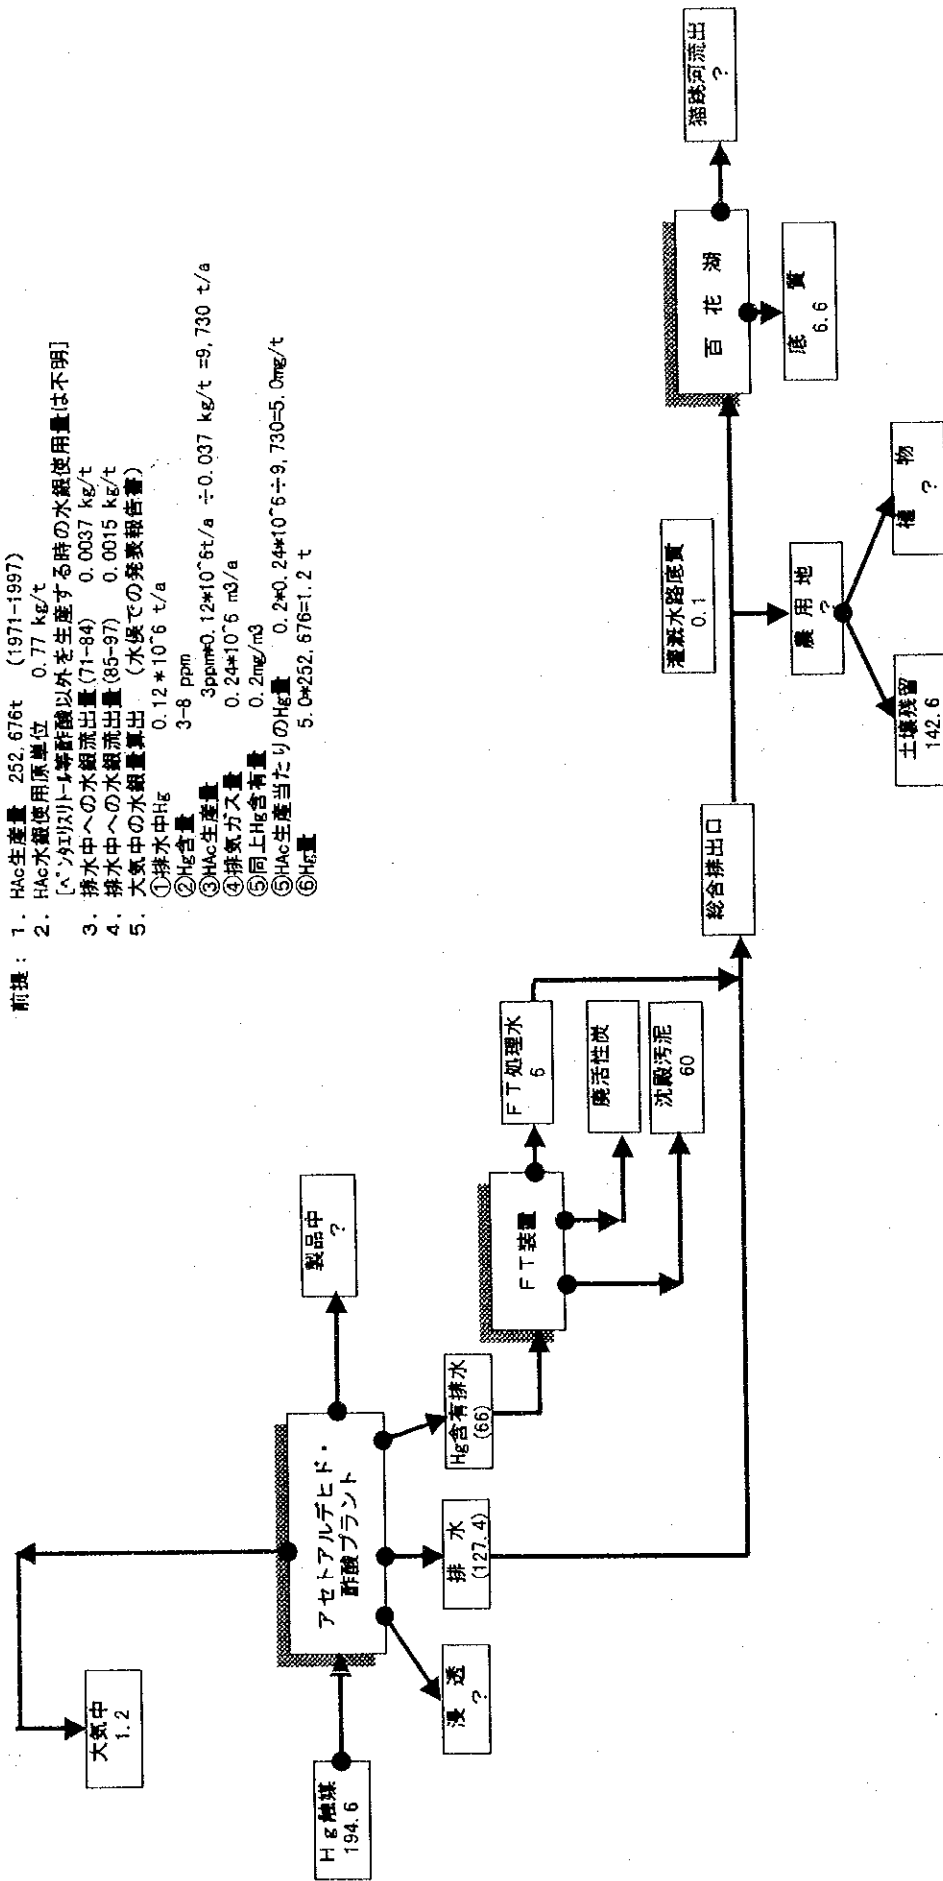 前提： 1. HAc生産量 252,676t (1971-1997)
2. HAc水銀使用原単位 0.77 kg/t
[ﾍﾟﾝﾀｴﾘｽﾘﾄｰﾙ等酢酸以外を生産する時の水銀使用量は不明]
3. 排水中への水銀流出量(71-84) 0.0037 kg/t
4. 排水中への水銀流出量(85-97) 0.0015 kg/t
5. 大気中の水銀量算出 (水俣での発表報告書)
①排水中Hg 0.12*10^6 t/a
②Hg含量 3-8 ppm
③HAc生産量 3ppm*0.12*10^6t/a ÷0.037 kg/t =9,730 t/a
④排気ガス量 0.24*10^6 m3/a
⑤同上Hg含有量 0.2mg/m3
⑤HAc生産当たりのHg量 0.2*0.24*10^6÷9,730=5.0mg/t
⑥Hg量 5.0*252,676=1.2 t
大気中
1.2
Hg触媒
194.6
アセトアルデヒド・
酢酸プラント
製品中
?
浸 透
?
排 水
(127.4)
Hg含有排水
(66)
FT装置
FT処理水
6
廃活性炭
沈殿汚泥
60
総合排出口
灌漑水路底質
0.1
農 用 地
?
土壌残留
142.6
植 物
?
百 花 湖
底 質
6.6
猫跳河流出
?